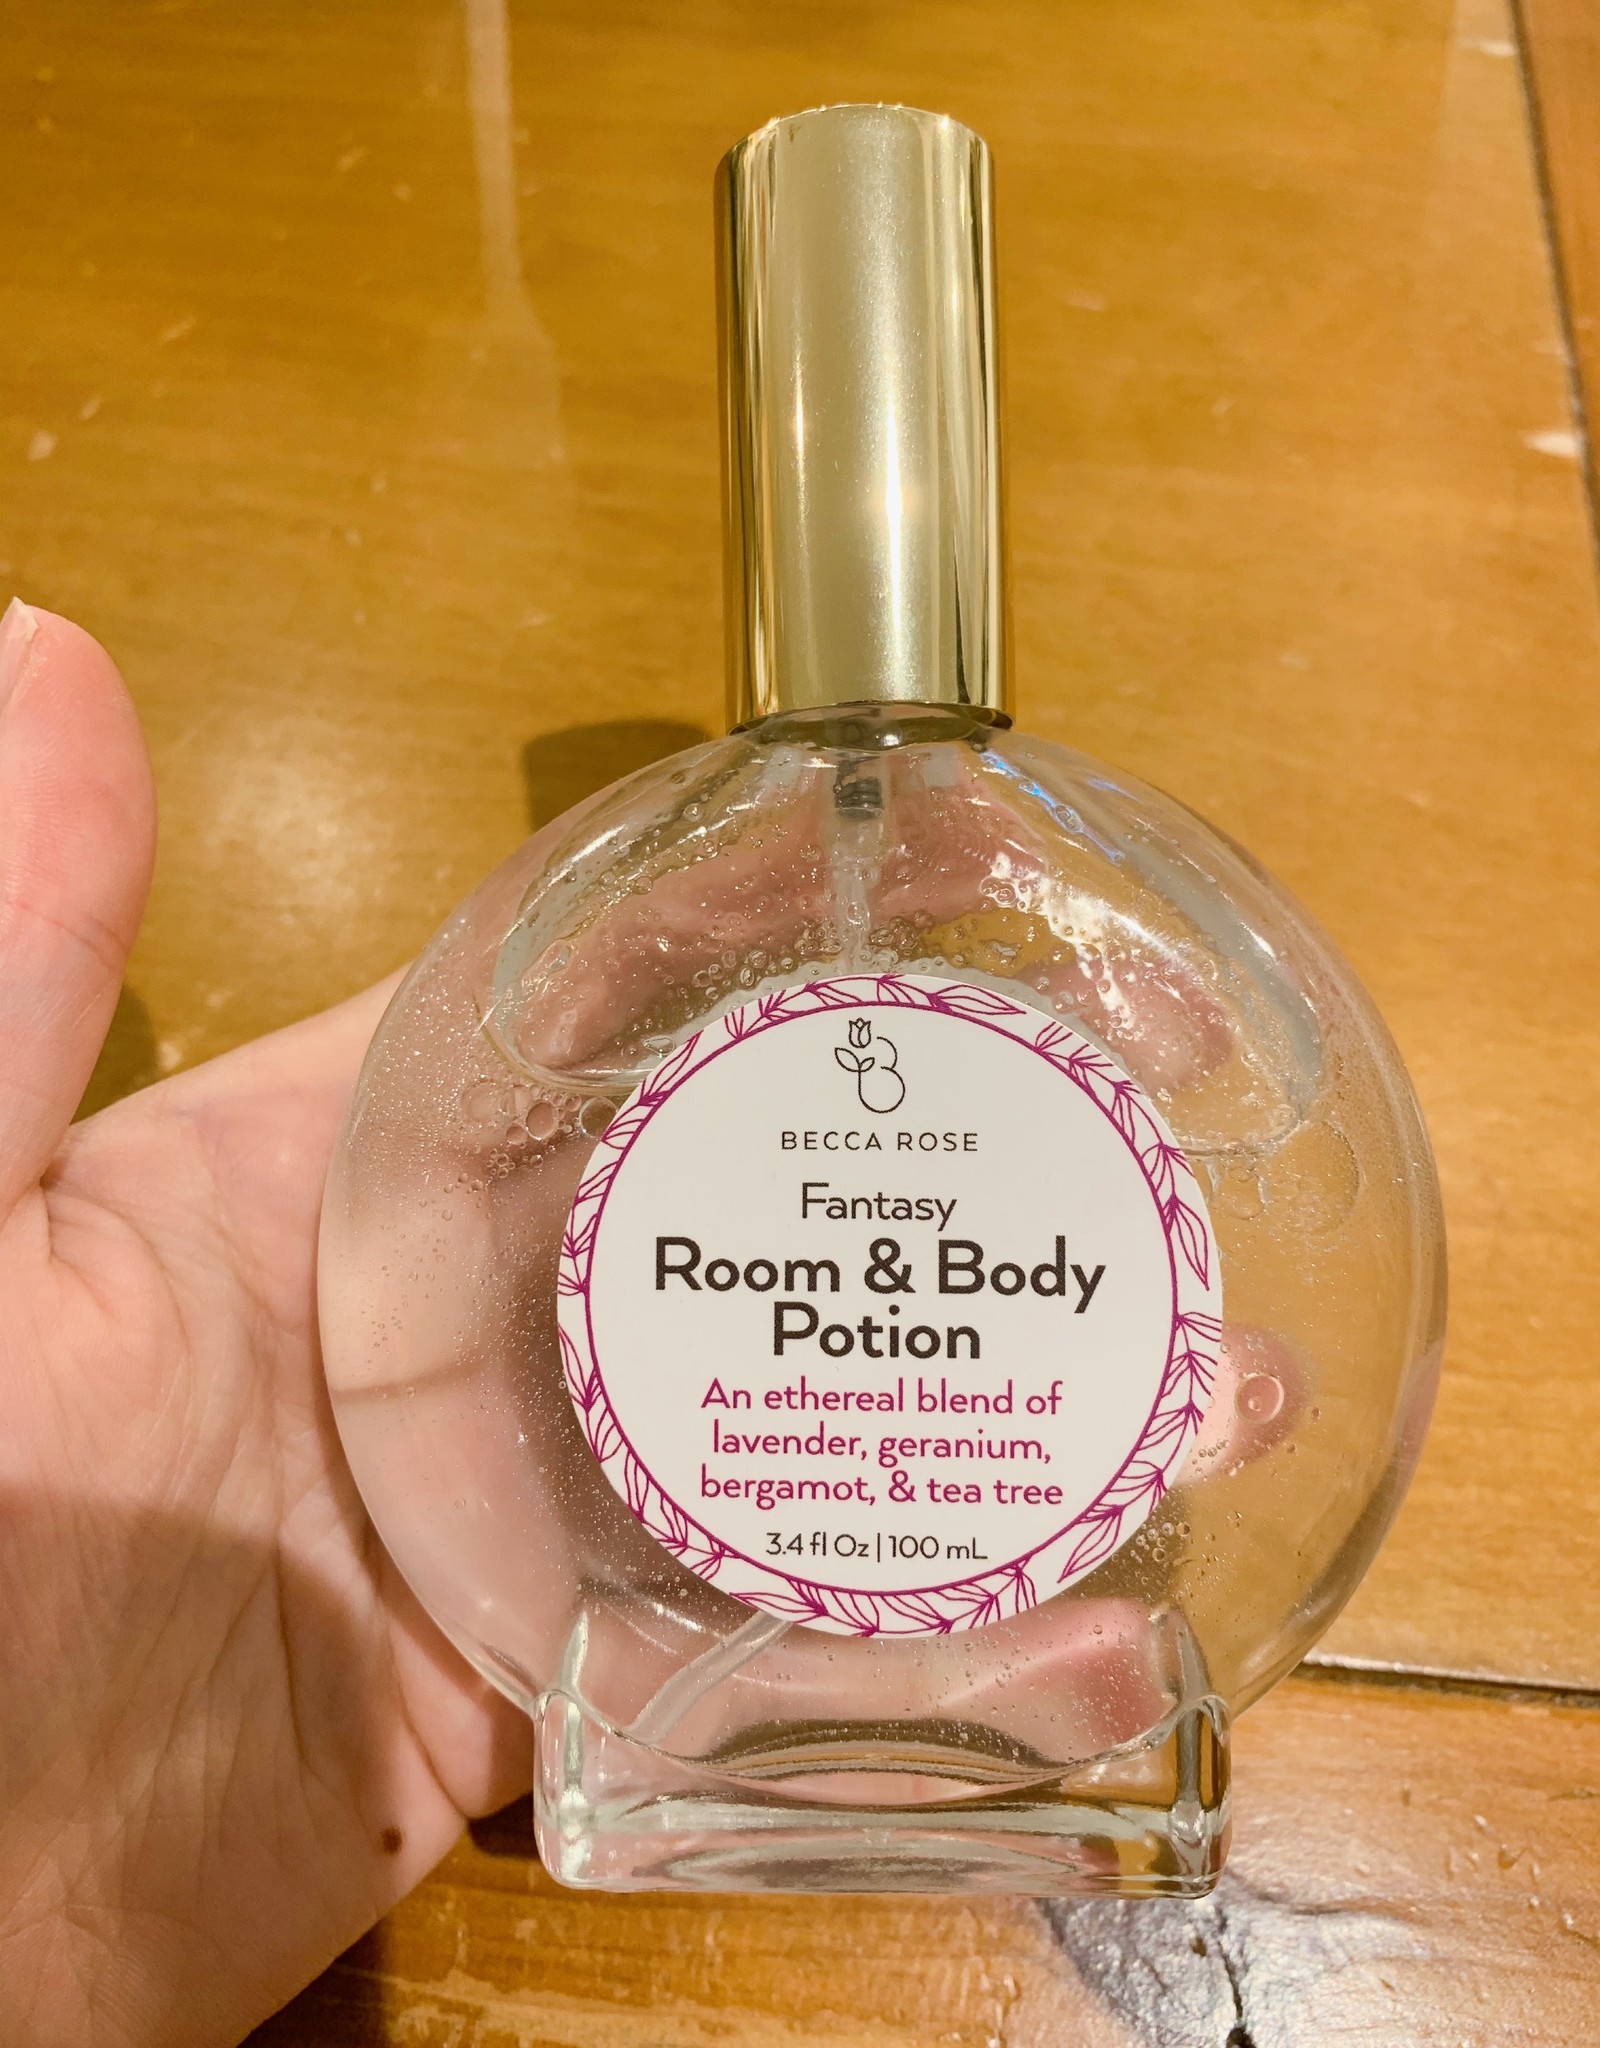 BECCA ROSE
Fantasy
Room & Body
Potion
An ethereal blend of
lavender, geranium,
bergamot, & tea tree
3.4 fl Oz | 100 mL